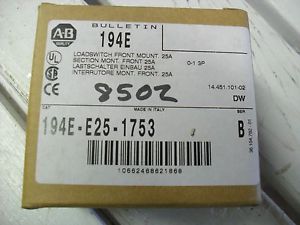 A-B
BULLETIN
194E
LOADSWITCH FRONT MOUNT. 25A
SECTION MONT. FRONT 25A
LASTSCHALTER EINBAU 25A
INTERRUTORE MONT. FRONT. 25A
0-1 3P
UL
8502
14.451.101-02
DW
CAT
MADE IN ITALY
SER
194E-E25-1753
B
10662468621868